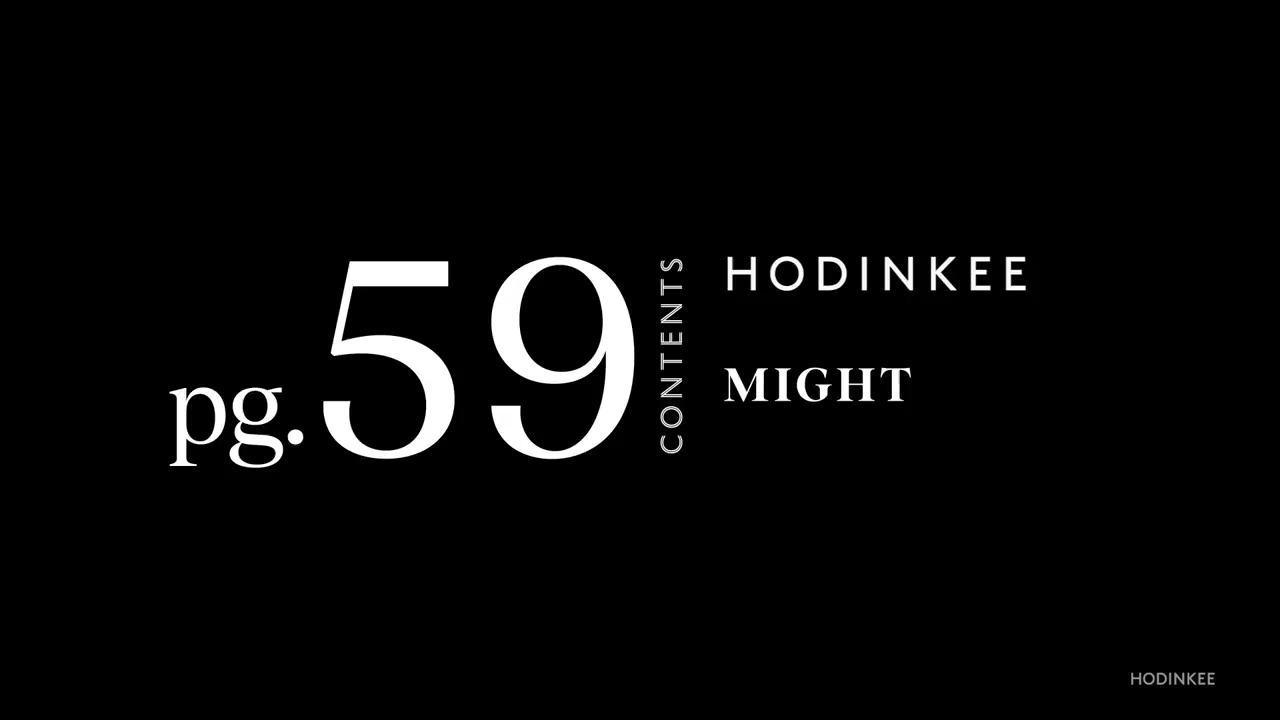 pg. 59
CONTENTS
HODINKEE
MIGHT
HODINKEE